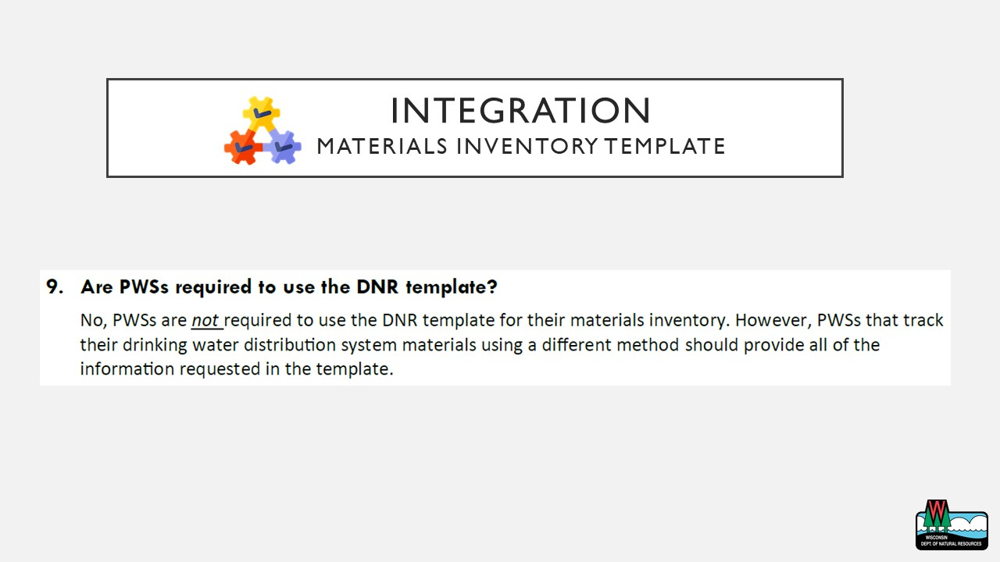 INTEGRATION
MATERIALS INVENTORY TEMPLATE
9. Are PWSs required to use the DNR template?
No, PWSs are not required to use the DNR template for their materials inventory. However, PWSs that track
their drinking water distribution system materials using a different method should provide all of the
information requested in the template.
W
WISCONSIN
DEPT. OF NATURAL RESOURCES